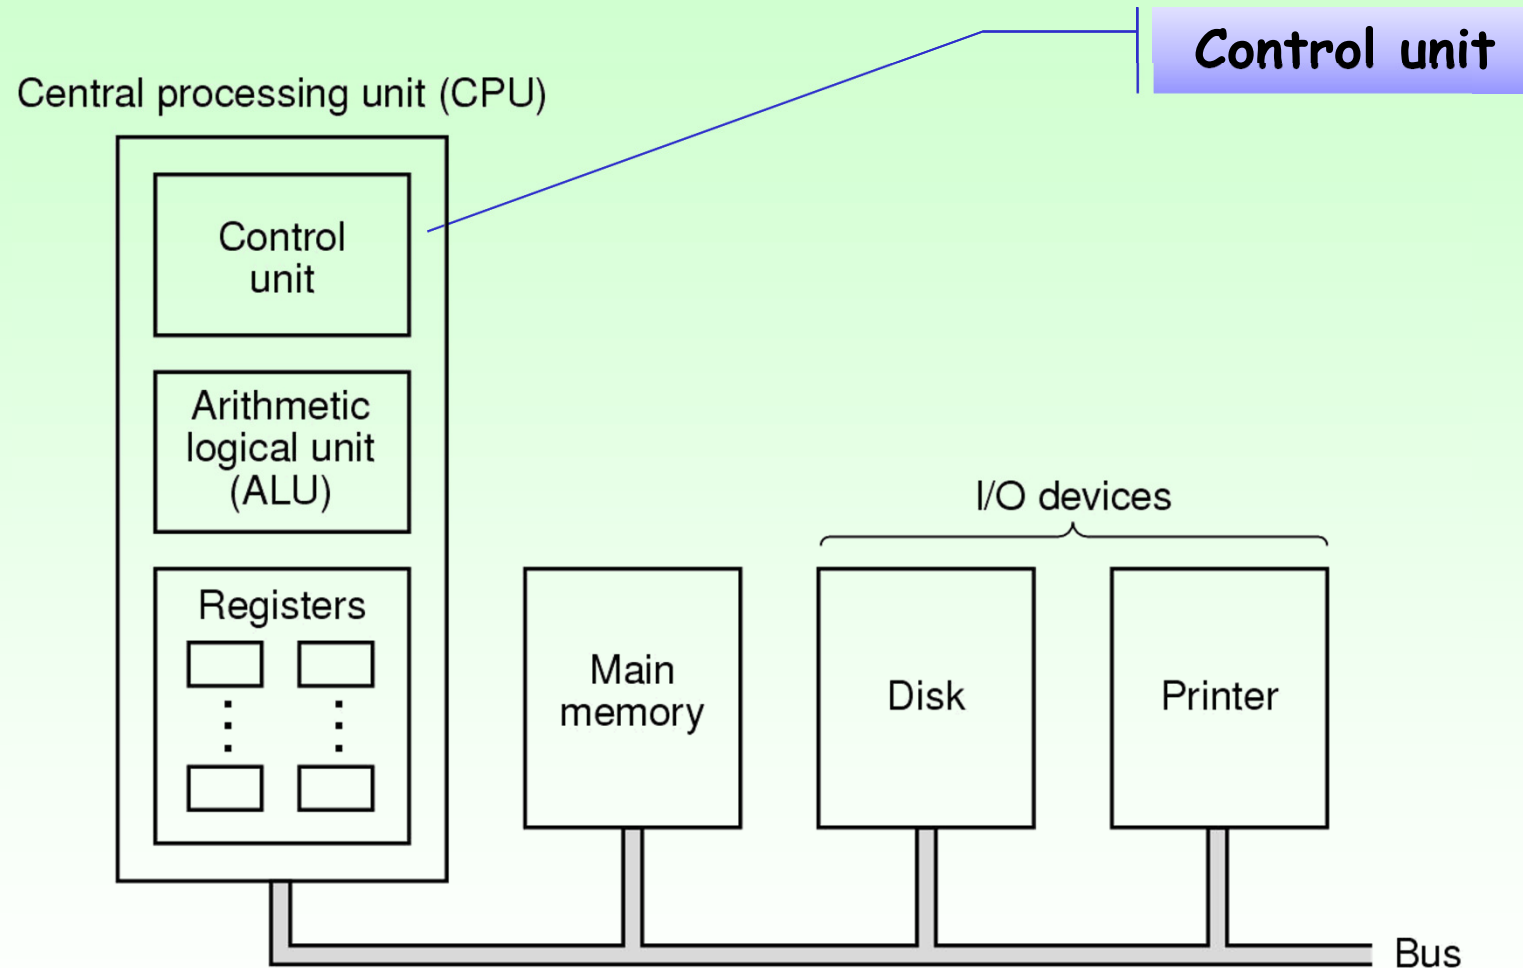 Control unit
Central processing unit (CPU)
Control
unit
Arithmetic
logical unit
(ALU)
I/O devices
Registers
Main
memory
Disk
Printer
Bus